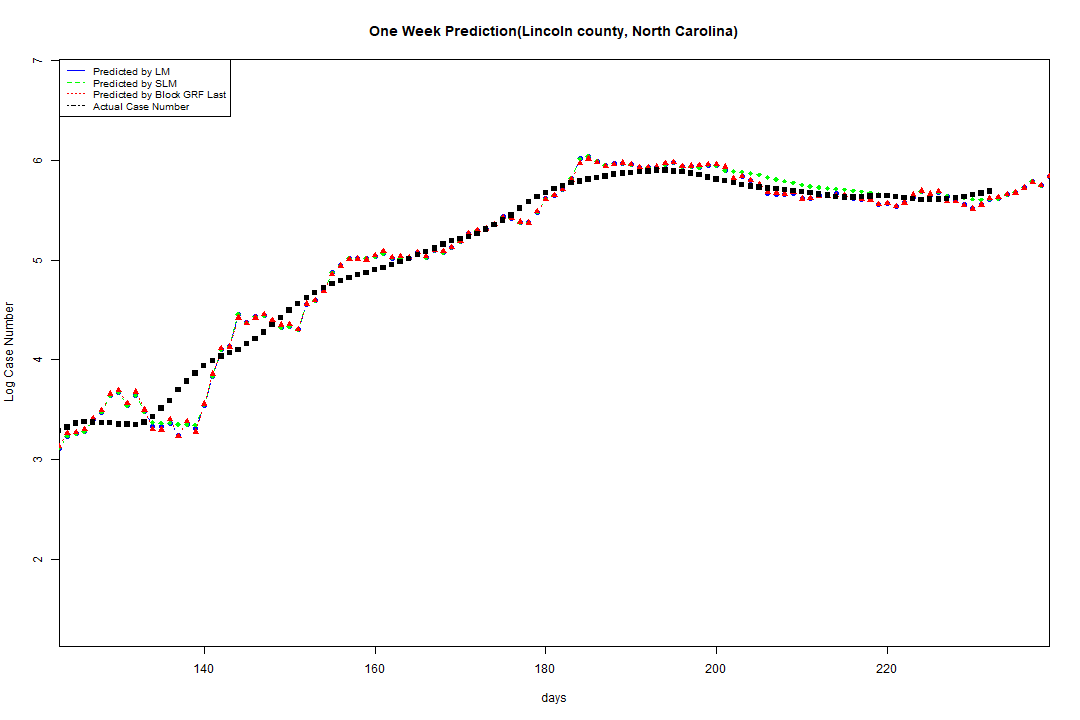 One Week Prediction(Lincoln county, North Carolina)
Predicted by LM
Predicted by SLM
Predicted by Block GRF Last
Actual Case Number
7
6
5
4
3
2
Log Case Number
140 160 180 200 220
days